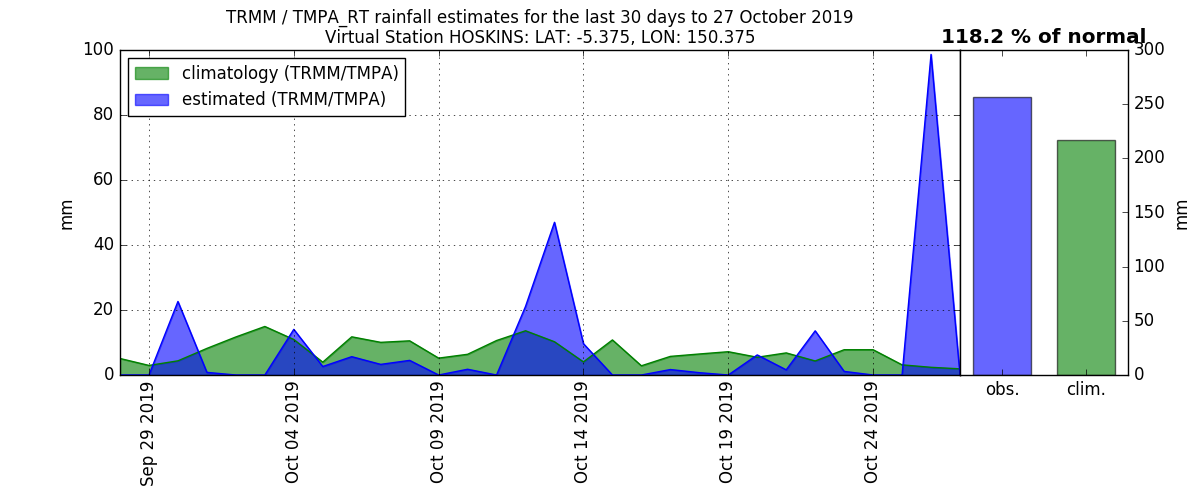 TRMM / TMPA_RT rainfall estimates for the last 30 days to 27 October 2019
Virtual Station HOSKINS: LAT: -5.375, LON: 150.375
118.2 % of normal
climatology (TRMM/TMPA)
estimated (TRMM/TMPA)
100
80
60
40
20
0
mm
Sep 29 2019
Oct 04 2019
Oct 09 2019
Oct 14 2019
Oct 19 2019
Oct 24 2019
300
250
200
150
100
50
0
mm
obs.
clim.